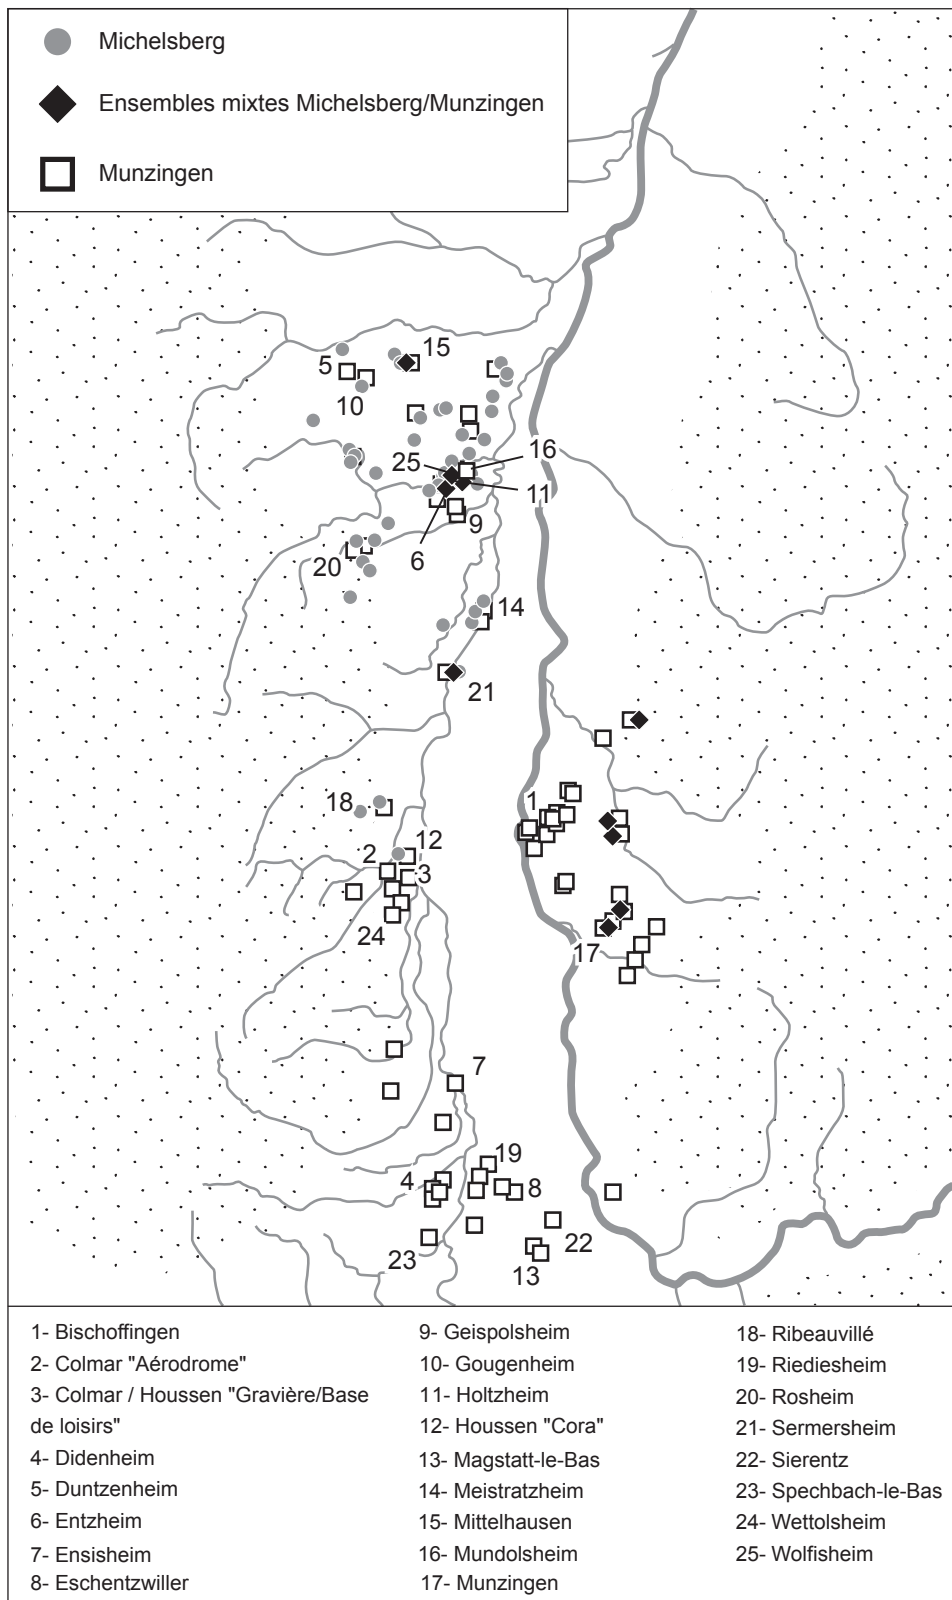 Michelsberg
Ensembles mixtes Michelsberg/Munzingen
Munzingen
15
5
10
16
25
11
9
6
20
14
21
1
18
12
2
3
24
17
7
19
4
8
22
23
13
1- Bischoffingen
2- Colmar "Aérodrome"
3- Colmar / Houssen "Gravière/Base
de loisirs"
4- Didenheim
5- Duntzenheim
6- Entzheim
7- Ensisheim
8- Eschentzwiller
9- Geispolsheim
10- Gougenheim
11- Holtzheim
12- Houssen "Cora"
13- Magstatt-le-Bas
14- Meistratzheim
15- Mittelhausen
16- Mundolsheim
17- Munzingen
18- Ribeauvillé
19- Riediesheim
20- Rosheim
21- Sermersheim
22- Sierentz
23- Spechbach-le-Bas
24- Wettolsheim
25- Wolfisheim